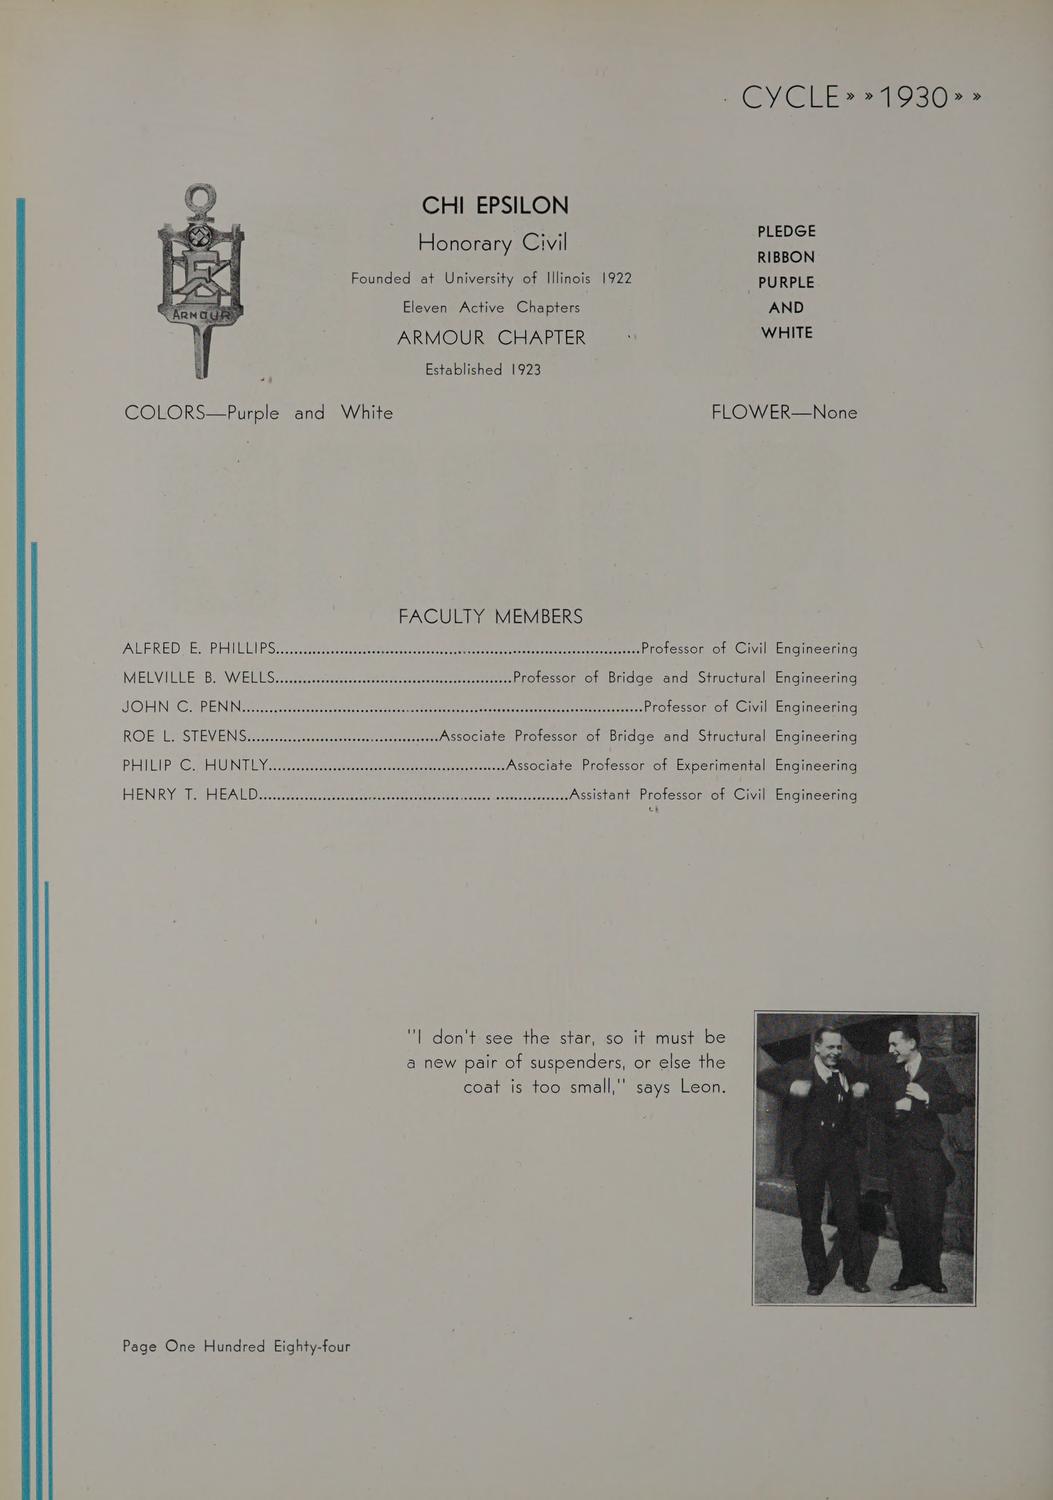 CYCLE» »1930» »
CHI EPSILON
Honorary Civil
Founded at University of Illinois 1922
Eleven Active Chapters
ARMOUR CHAPTER
Established 1923
PLEDGE
RIBBON
PURPLE
AND
WHITE
ARMOUR
COLORS—Purple and White FLOWER—None
FACULTY MEMBERS
ALFRED E. PHILLIPS................Professor of Civil Engineering
MELVILLE B. WELLS................Professor of Bridge and Structural Engineering
JOHN C. PENN................Professor of Civil Engineering
ROE L. STEVENS................Associate Professor of Bridge and Structural Engineering
PHILIP C. HUNTLY................Associate Professor of Experimental Engineering
HENRY T. HEALD................Assistant Professor of Civil Engineering
"I don't see the star, so it must be
a new pair of suspenders, or else the
coat is too small," says Leon.
Page One Hundred Eighty-four